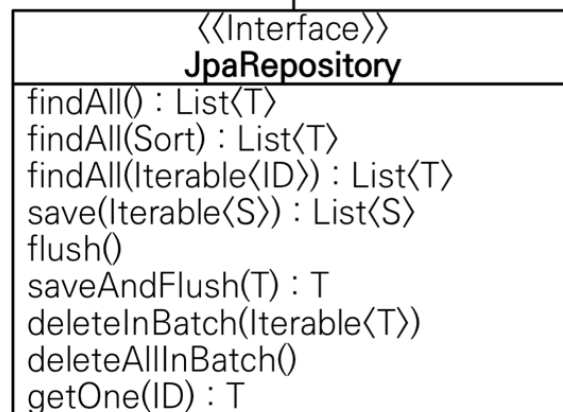 〈〈Interface〉〉
JpaRepository
findAll() : List〈T〉
findAll(Sort) : List〈T〉
findAll(Iterable〈ID〉) : List〈T〉
save(Iterable〈S〉) : List〈S〉
flush()
saveAndFlush(T) : T
deleteInBatch(Iterable〈T〉)
deleteAllInBatch()
getOne(ID) : T